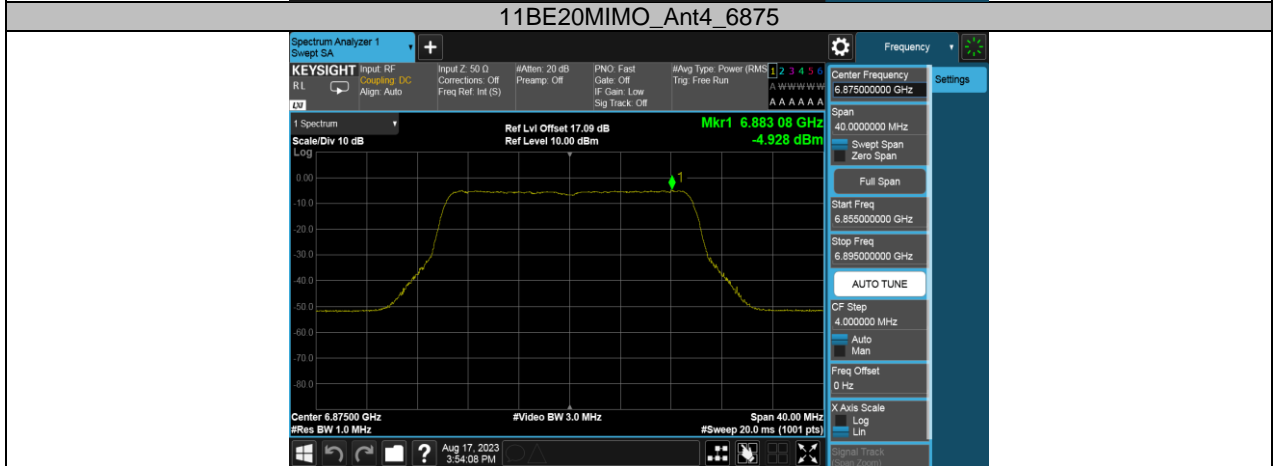 11BE20MIMO_Ant4_6875
Spectrum Analyzer 1
Swept SA
+
Frequency
KEYSIGHT
RL
LXI
Input: RF
Coupling: DC
Align: Auto
Input Z: 50 Ω
Corrections: Off
Freq Ref: Int (S)
#Atten: 20 dB
Preamp: Off
PNO: Fast
Gate: Off
IF Gain: Low
Sig Track: Off
#Avg Type: Power (RMS
Trig: Free Run
1 2 3 4 5 6
A W W W W W
A A A A A A
Center Frequency
6.875000000 GHz
Settings
1 Spectrum
Scale/Div 10 dB
Ref Lvl Offset 17.09 dB
Ref Level 10.00 dBm
Mkr1 6.883 08 GHz
-4.928 dBm
Span
40.0000000 MHz
Swept Span
Zero Span
Full Span
Start Freq
6.855000000 GHz
Stop Freq
6.895000000 GHz
AUTO TUNE
CF Step
4.000000 MHz
Auto
Man
Freq Offset
0 Hz
X Axis Scale
Log
Lin
Signal Track
(Span Zoom)
Log
1
0.00
-10.0
-20.0
-30.0
-40.0
-50.0
-60.0
-70.0
-80.0
Center 6.87500 GHz
#Video BW 3.0 MHz
Span 40.00 MHz
#Res BW 1.0 MHz
#Sweep 20.0 ms (1001 pts)
?
Aug 17, 2023
3:54:08 PM